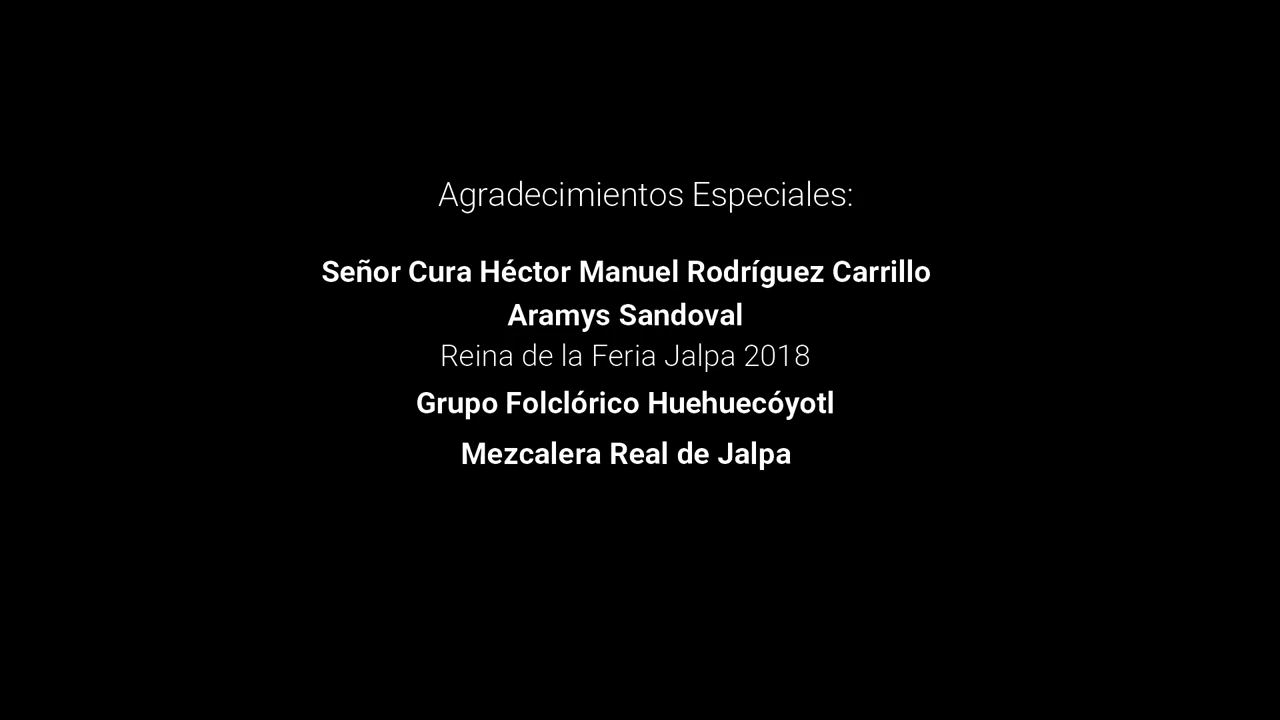 Agradecimientos Especiales:
Señor Cura Héctor Manuel Rodríguez Carrillo
Aramys Sandoval
Reina de la Feria Jalpa 2018
Grupo Folclórico Huehuecóyotl
Mezcalera Real de Jalpa